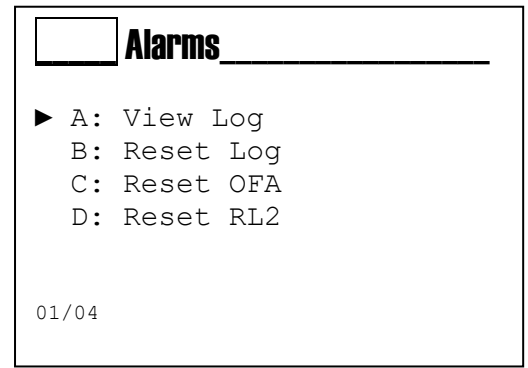 Alarms
► A: View Log
B: Reset Log
C: Reset OFA
D: Reset RL2
01/04